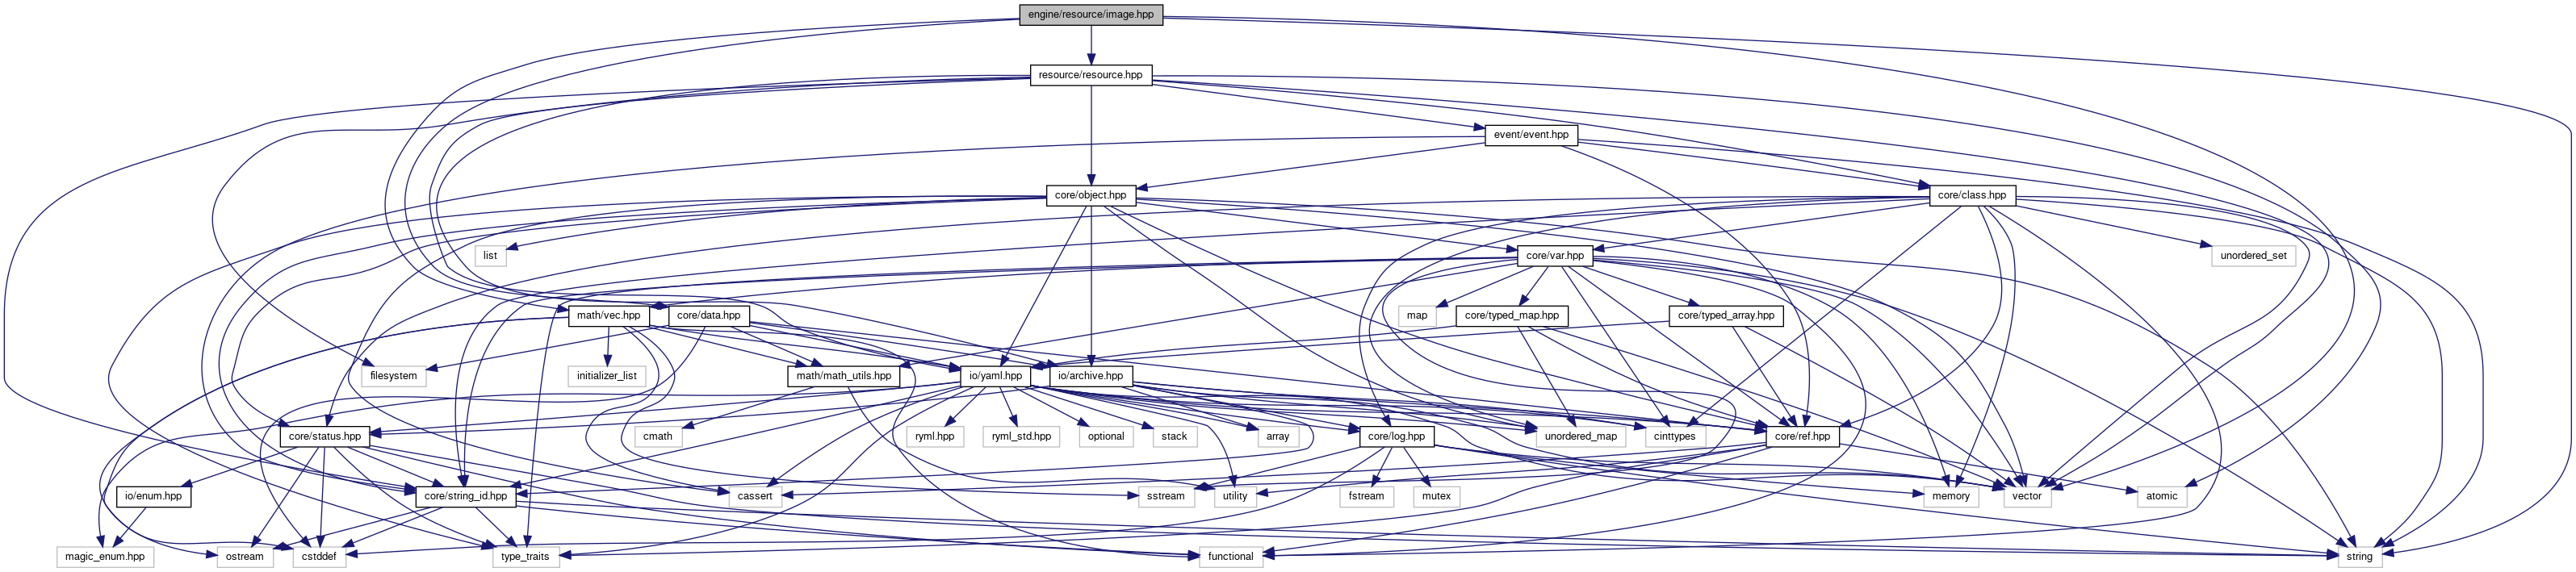 engine/resource/image.hpp
resource/resource.hpp
event/event.hpp
core/object.hpp
core/class.hpp
list
core/var.hpp
unordered_set
math/vec.hpp
core/data.hpp
map
core/typed_map.hpp
core/typed_array.hpp
filesystem
initializer_list
math/math_utils.hpp
io/yaml.hpp
io/archive.hpp
core/status.hpp
cmath
ryml.hpp
ryml_std.hpp
optional
stack
array
core/log.hpp
unordered_map
cinttypes
core/ref.hpp
io/enum.hpp
core/string_id.hpp
cassert
sstream
utility
fstream
mutex
memory
vector
atomic
magic_enum.hpp
ostream
cstddef
type_traits
functional
string